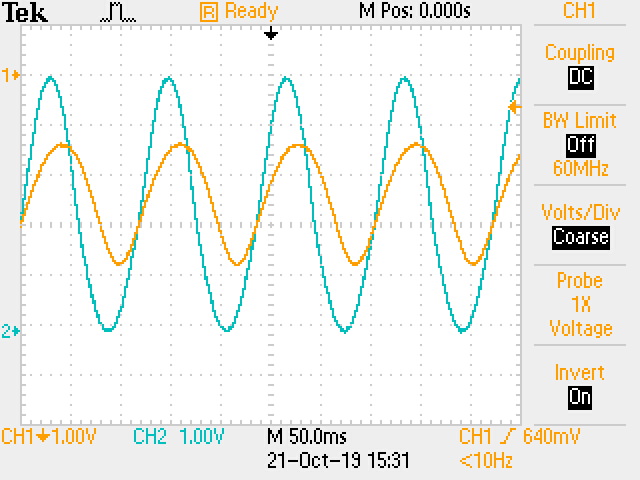 Tek R Ready M Pos: 0.000s CH1
Coupling
DC
BW Limit
Off
60MHz
Volts/Div
Coarse
Probe
1X
Voltage
Invert
On
1
2
CH1 1.00V CH2 1.00V M 50.0ms CH1 640mV
21-Oct-19 15:31 <10Hz